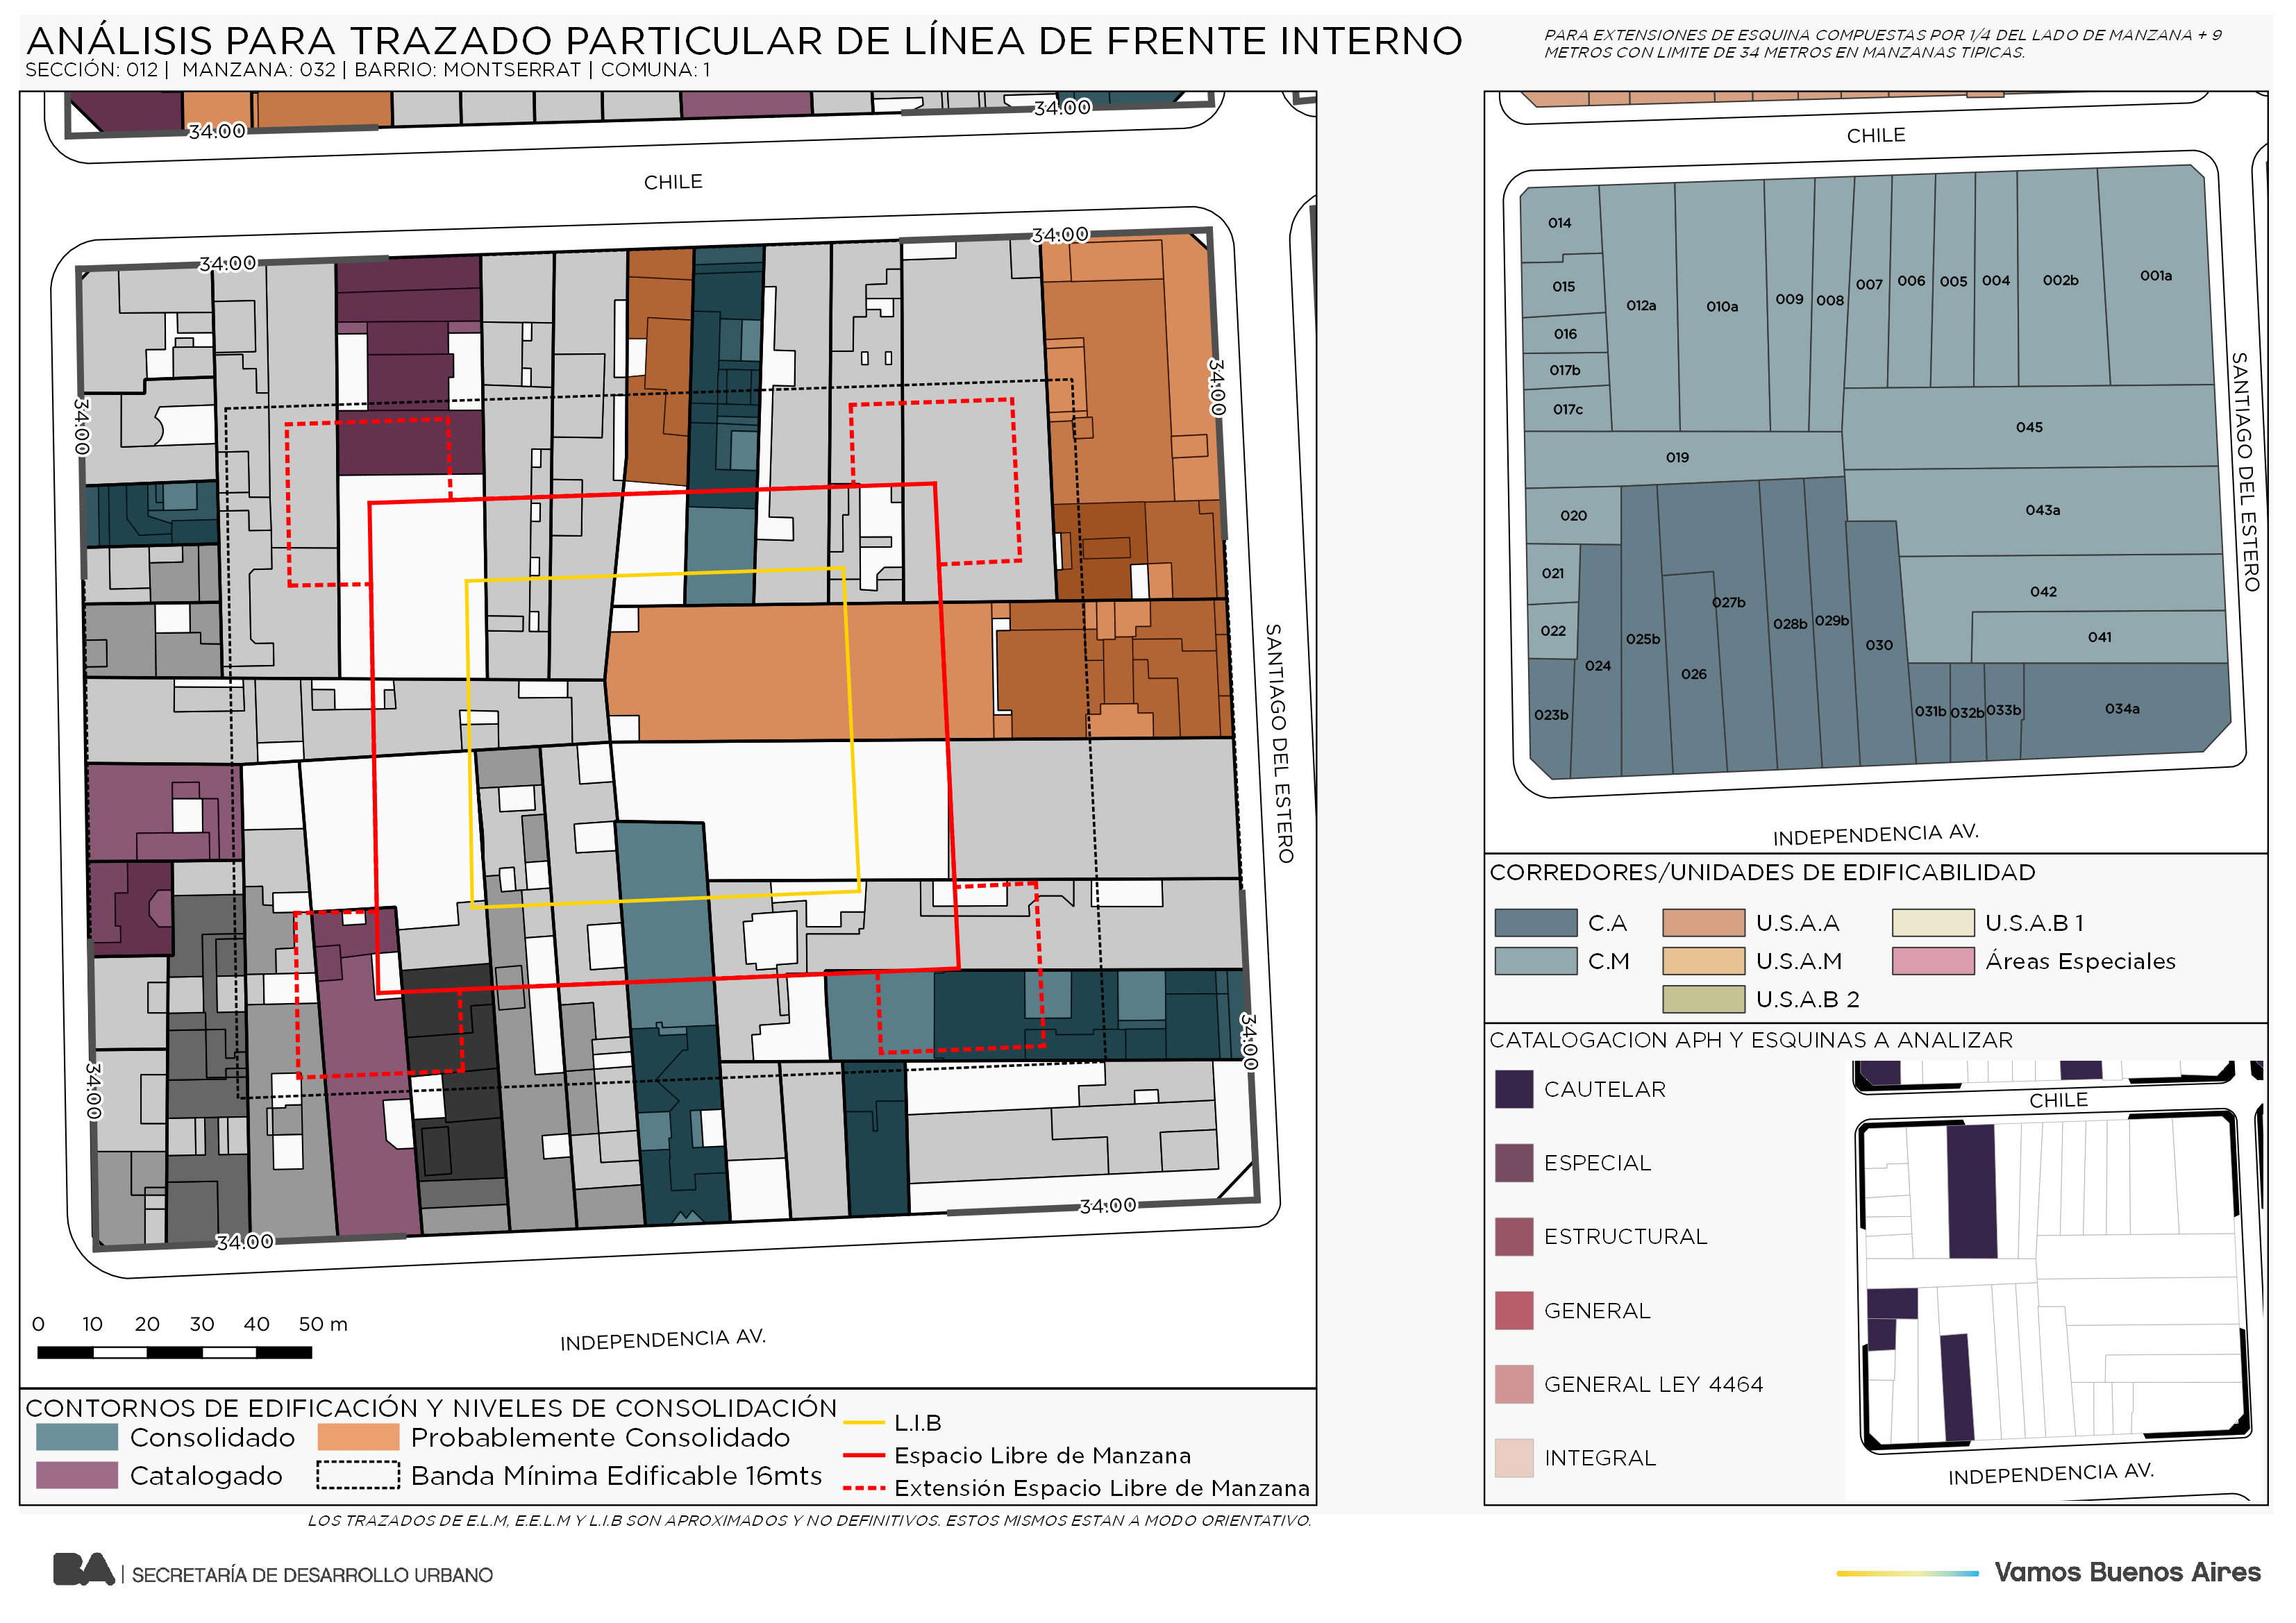 ANÁLISIS PARA TRAZADO PARTICULAR DE LÍNEA DE FRENTE INTERNO
SECCIÓN: 012 | MANZANA: 032 | BARRIO: MONTSERRAT | COMUNA: 1
PARA EXTENSIONES DE ESQUINA COMPUESTAS POR 1/4 DEL LADO DE MANZANA + 9
METROS CON LIMITE DE 34 METROS EN MANZANAS TIPICAS.
34.00
34.00
CHILE
34.00
34.00
34.00
34.00
SANTIAGO DEL ESTERO
34.00
34.00
34.00
34.00
0 10 20 30 40 50 m
INDEPENDENCIA AV.
CONTORNOS DE EDIFICACIÓN Y NIVELES DE CONSOLIDACIÓN
Consolidado
Probablemente Consolidado
Catalogado
Banda Mínima Edificable 16mts
L.I.B
Espacio Libre de Manzana
Extensión Espacio Libre de Manzana
LOS TRAZADOS DE E.L.M, E.E.L.M Y L.I.B SON APROXIMADOS Y NO DEFINITIVOS. ESTOS MISMOS ESTAN A MODO ORIENTATIVO.
CHILE
014
015
016
017b
017c
012a
010a
009
008
007
006
005
004
002b
001a
045
019
043a
020
021
022
042
041
027b
025b
028b
029b
030
024
026
023b
031b
032b
033b
034a
SANTIAGO DEL ESTERO
INDEPENDENCIA AV.
CORREDORES/UNIDADES DE EDIFICABILIDAD
C.A
U.S.A.A
U.S.A.B 1
C.M
U.S.A.M
Áreas Especiales
U.S.A.B 2
CATALOGACION APH Y ESQUINAS A ANALIZAR
CAUTELAR
ESPECIAL
ESTRUCTURAL
GENERAL
GENERAL LEY 4464
INTEGRAL
CHILE
INDEPENDENCIA AV.
BA | SECRETARÍA DE DESARROLLO URBANO
Vamos Buenos Aires